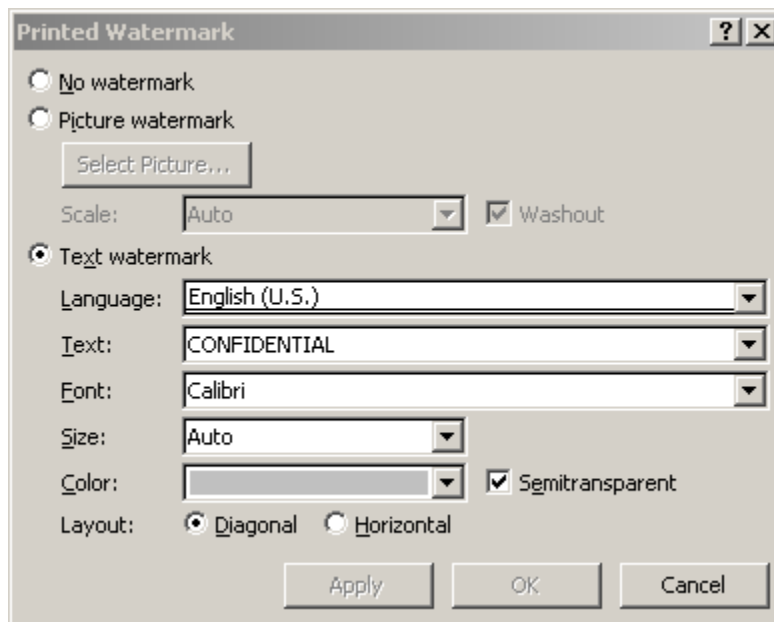 Printed Watermark
No watermark
Picture watermark
Select Picture...
Scale: Auto Washout
Text watermark
Language: English (U.S.)
Text: CONFIDENTIAL
Font: Calibri
Size: Auto
Color: Semitransparent
Layout: Diagonal Horizontal
Apply OK Cancel